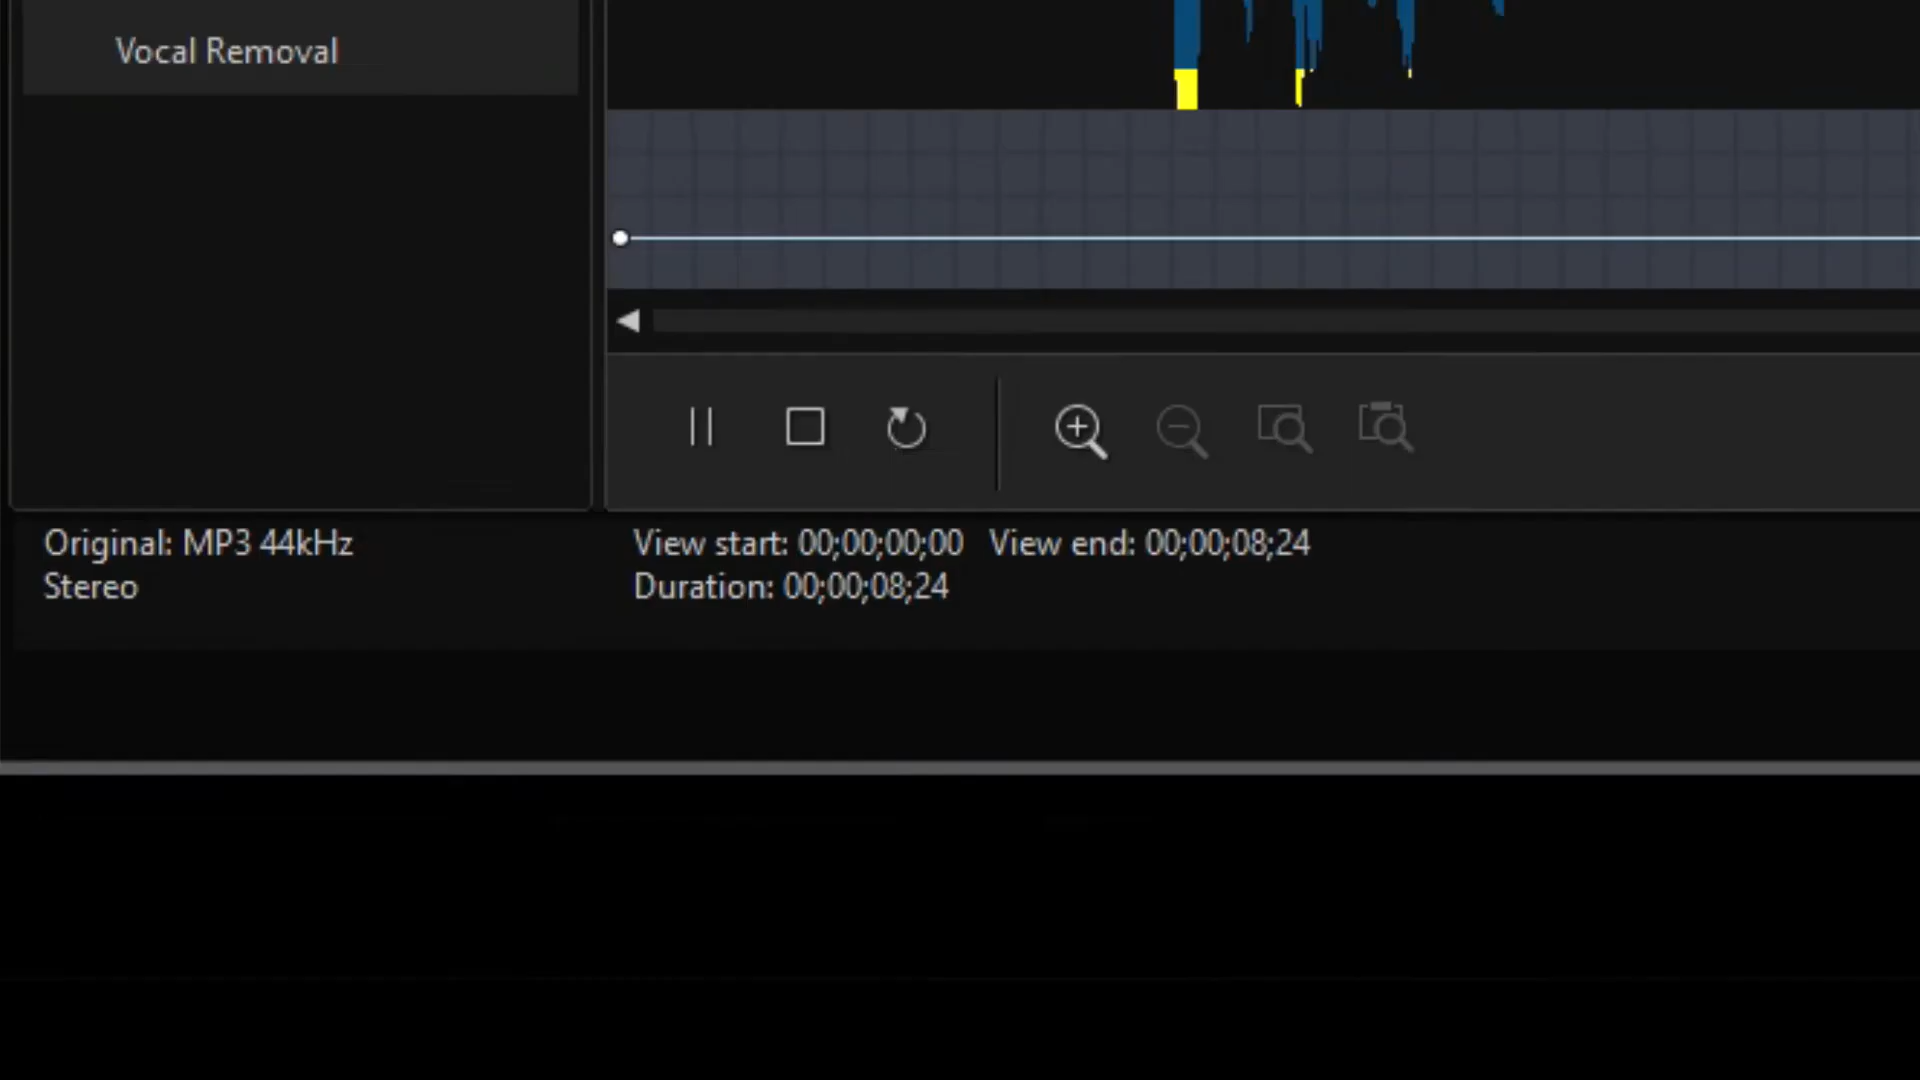 Vocal Removal
Original: MP3 44kHz
Stereo
View start: 00;00;00;00 View end: 00;00;08;24
Duration: 00;00;08;24